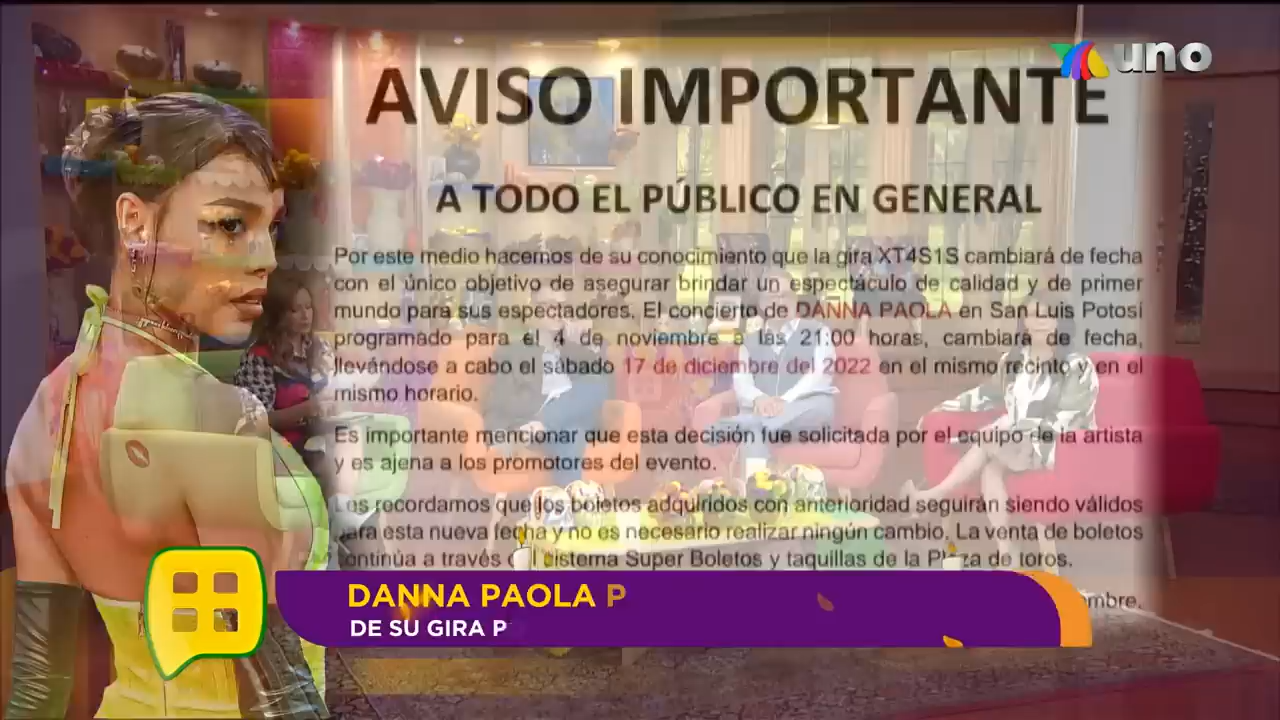 uno
AVISO IMPORTANTE
A TODO EL PÚBLICO EN GENERAL
Por este medio hacemos de su conocimiento que la gira XT4S1S cambiará de fecha
con el único objetivo de asegurar brindar un espectáculo de calidad y de primer
mundo para sus espectadores. El concierto de DANNA PAOLA en San Luis Potosí
programado para el 4 de noviembre a las 21:00 horas, cambiará de fecha,
llevándose a cabo el sábado 17 de diciembre del 2022 en el mismo recinto y en el
mismo horario.
Es importante mencionar que esta decisión fue solicitada por el equipo de la artista
y es ajena a los promotores del evento.
Les recordamos que los boletos adquiridos con anterioridad seguirán siendo válidos
para esta nueva fecha y no es necesario realizar ningún cambio. La venta de boletos
continúa a través del sistema Super Boletos y taquillas de la Plaza de toros.
DANNA PAOLA P
DE SU GIRA P